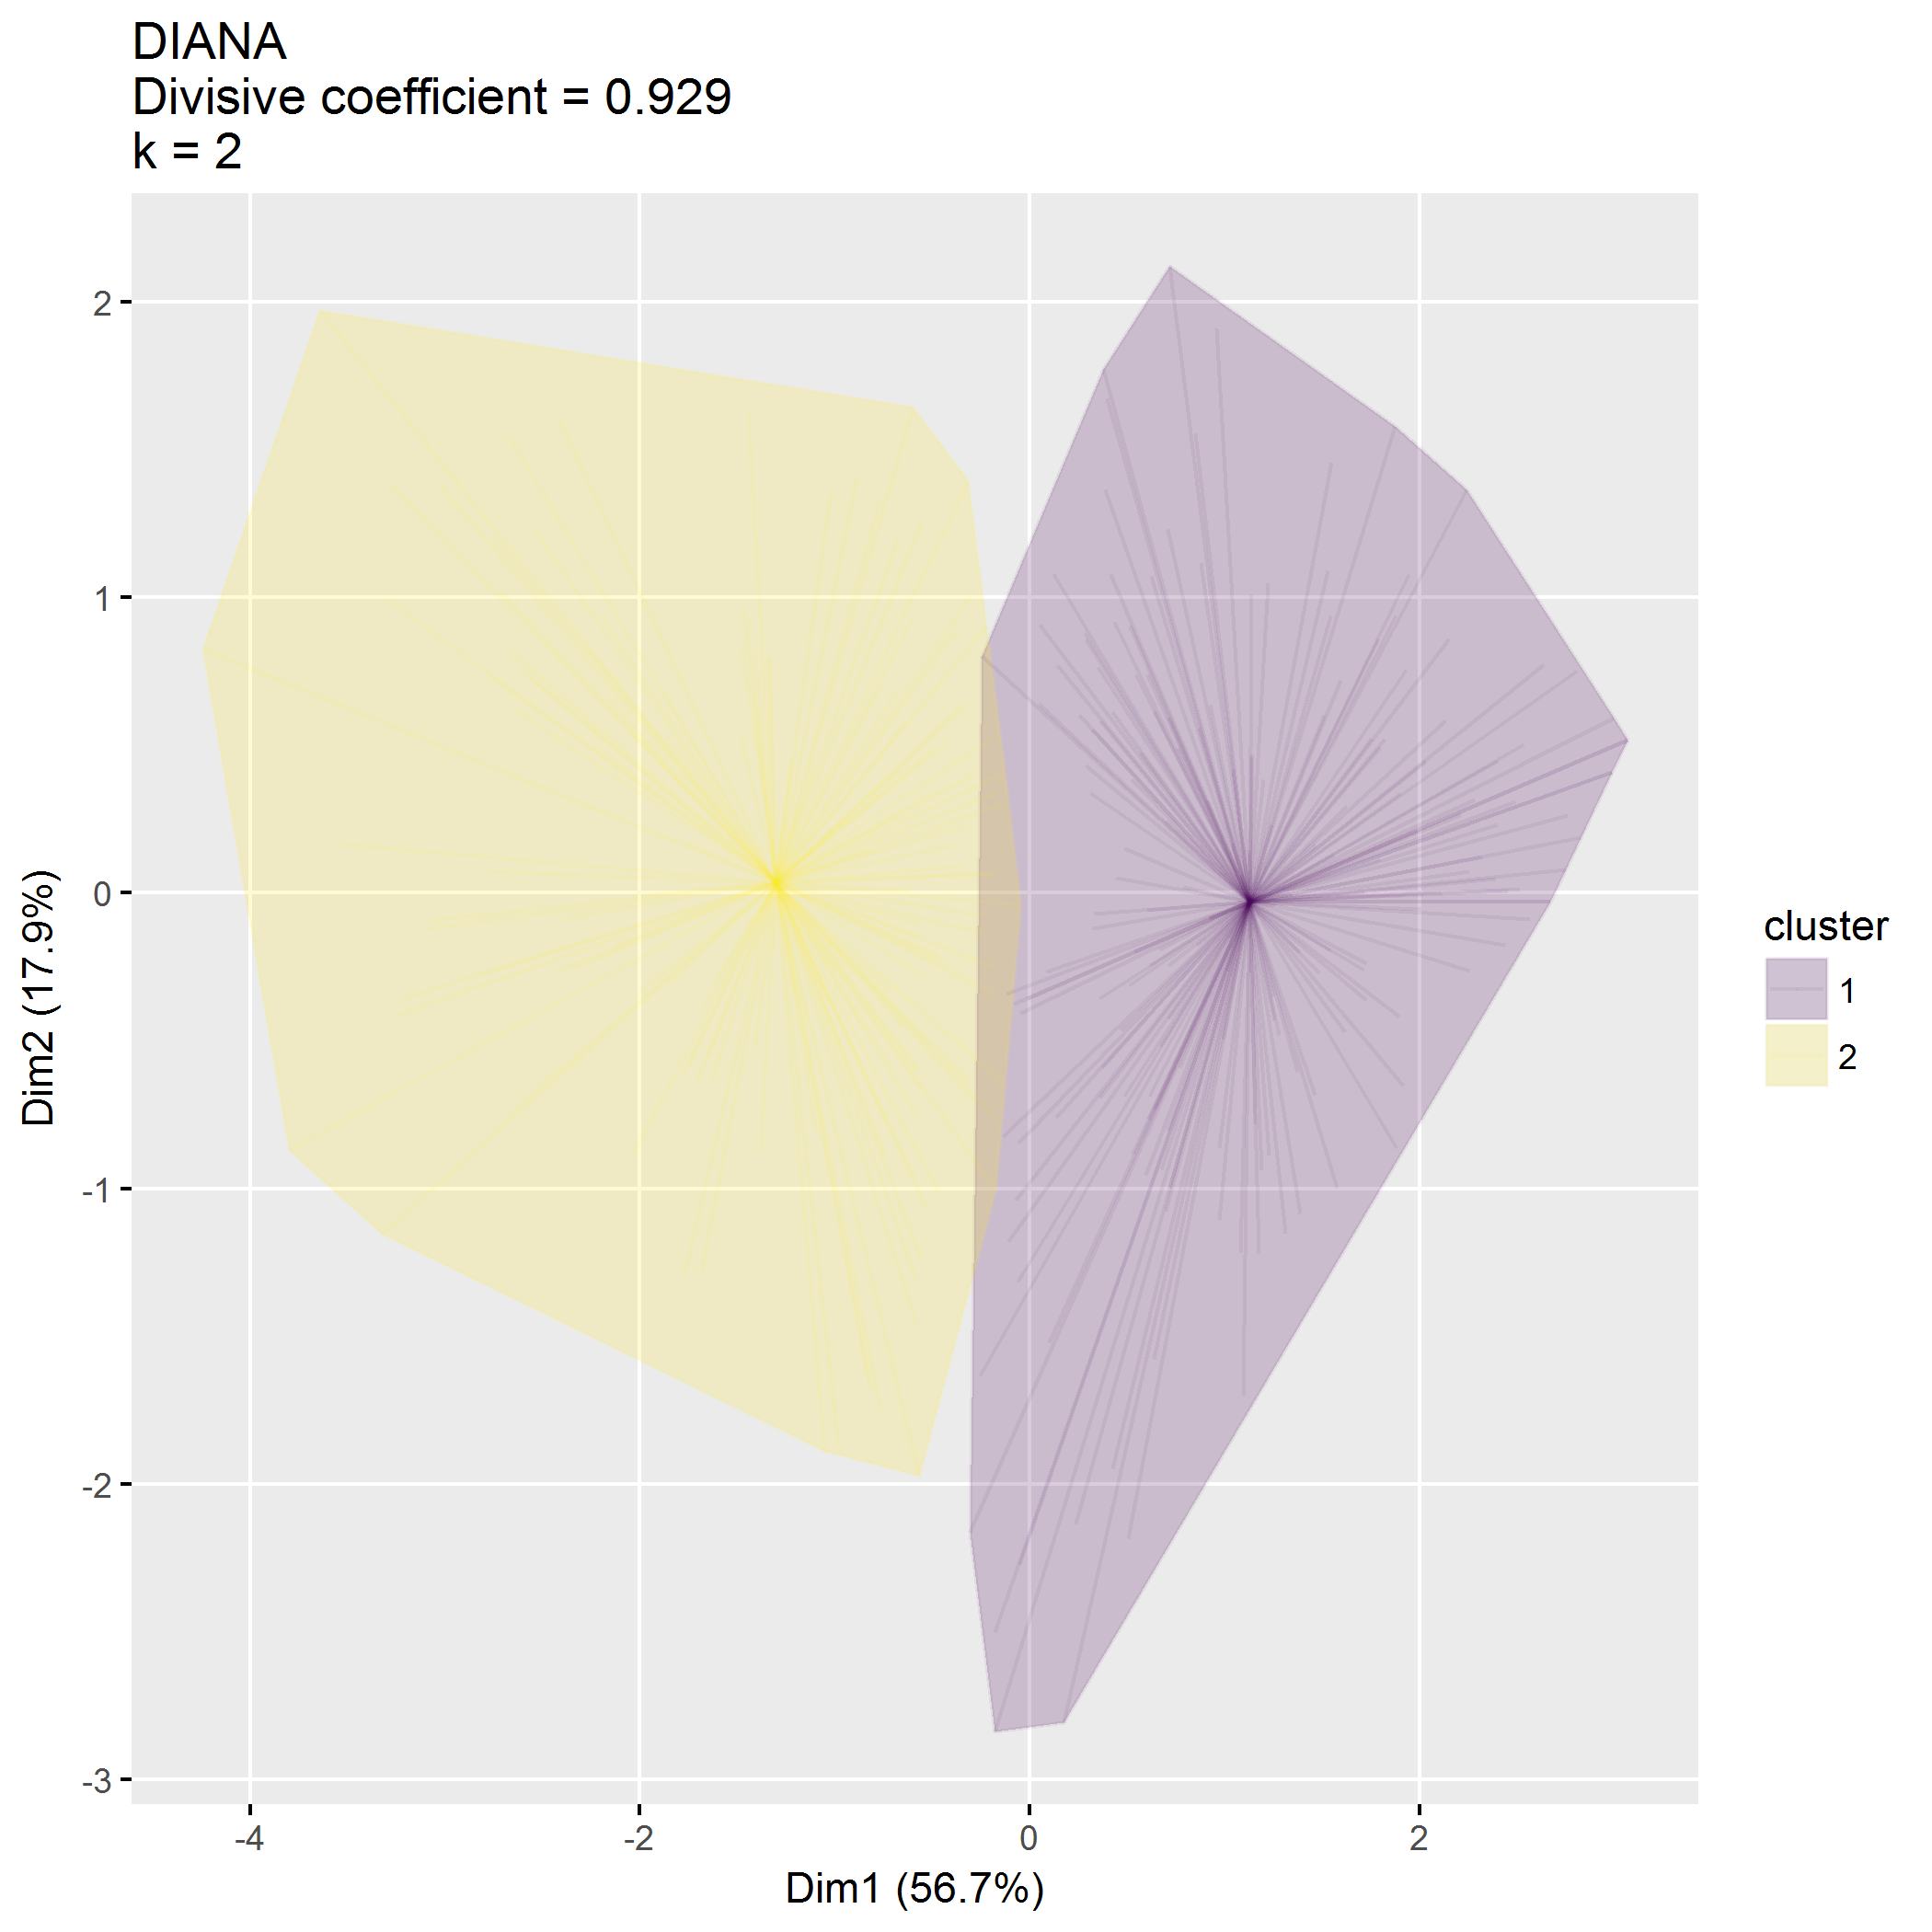 DIANA
Divisive coefficient = 0.929
k = 2
2
1
0
-1
-2
-3
Dim2 (17.9%)
-4
-2
0
2
Dim1 (56.7%)
cluster
1
2